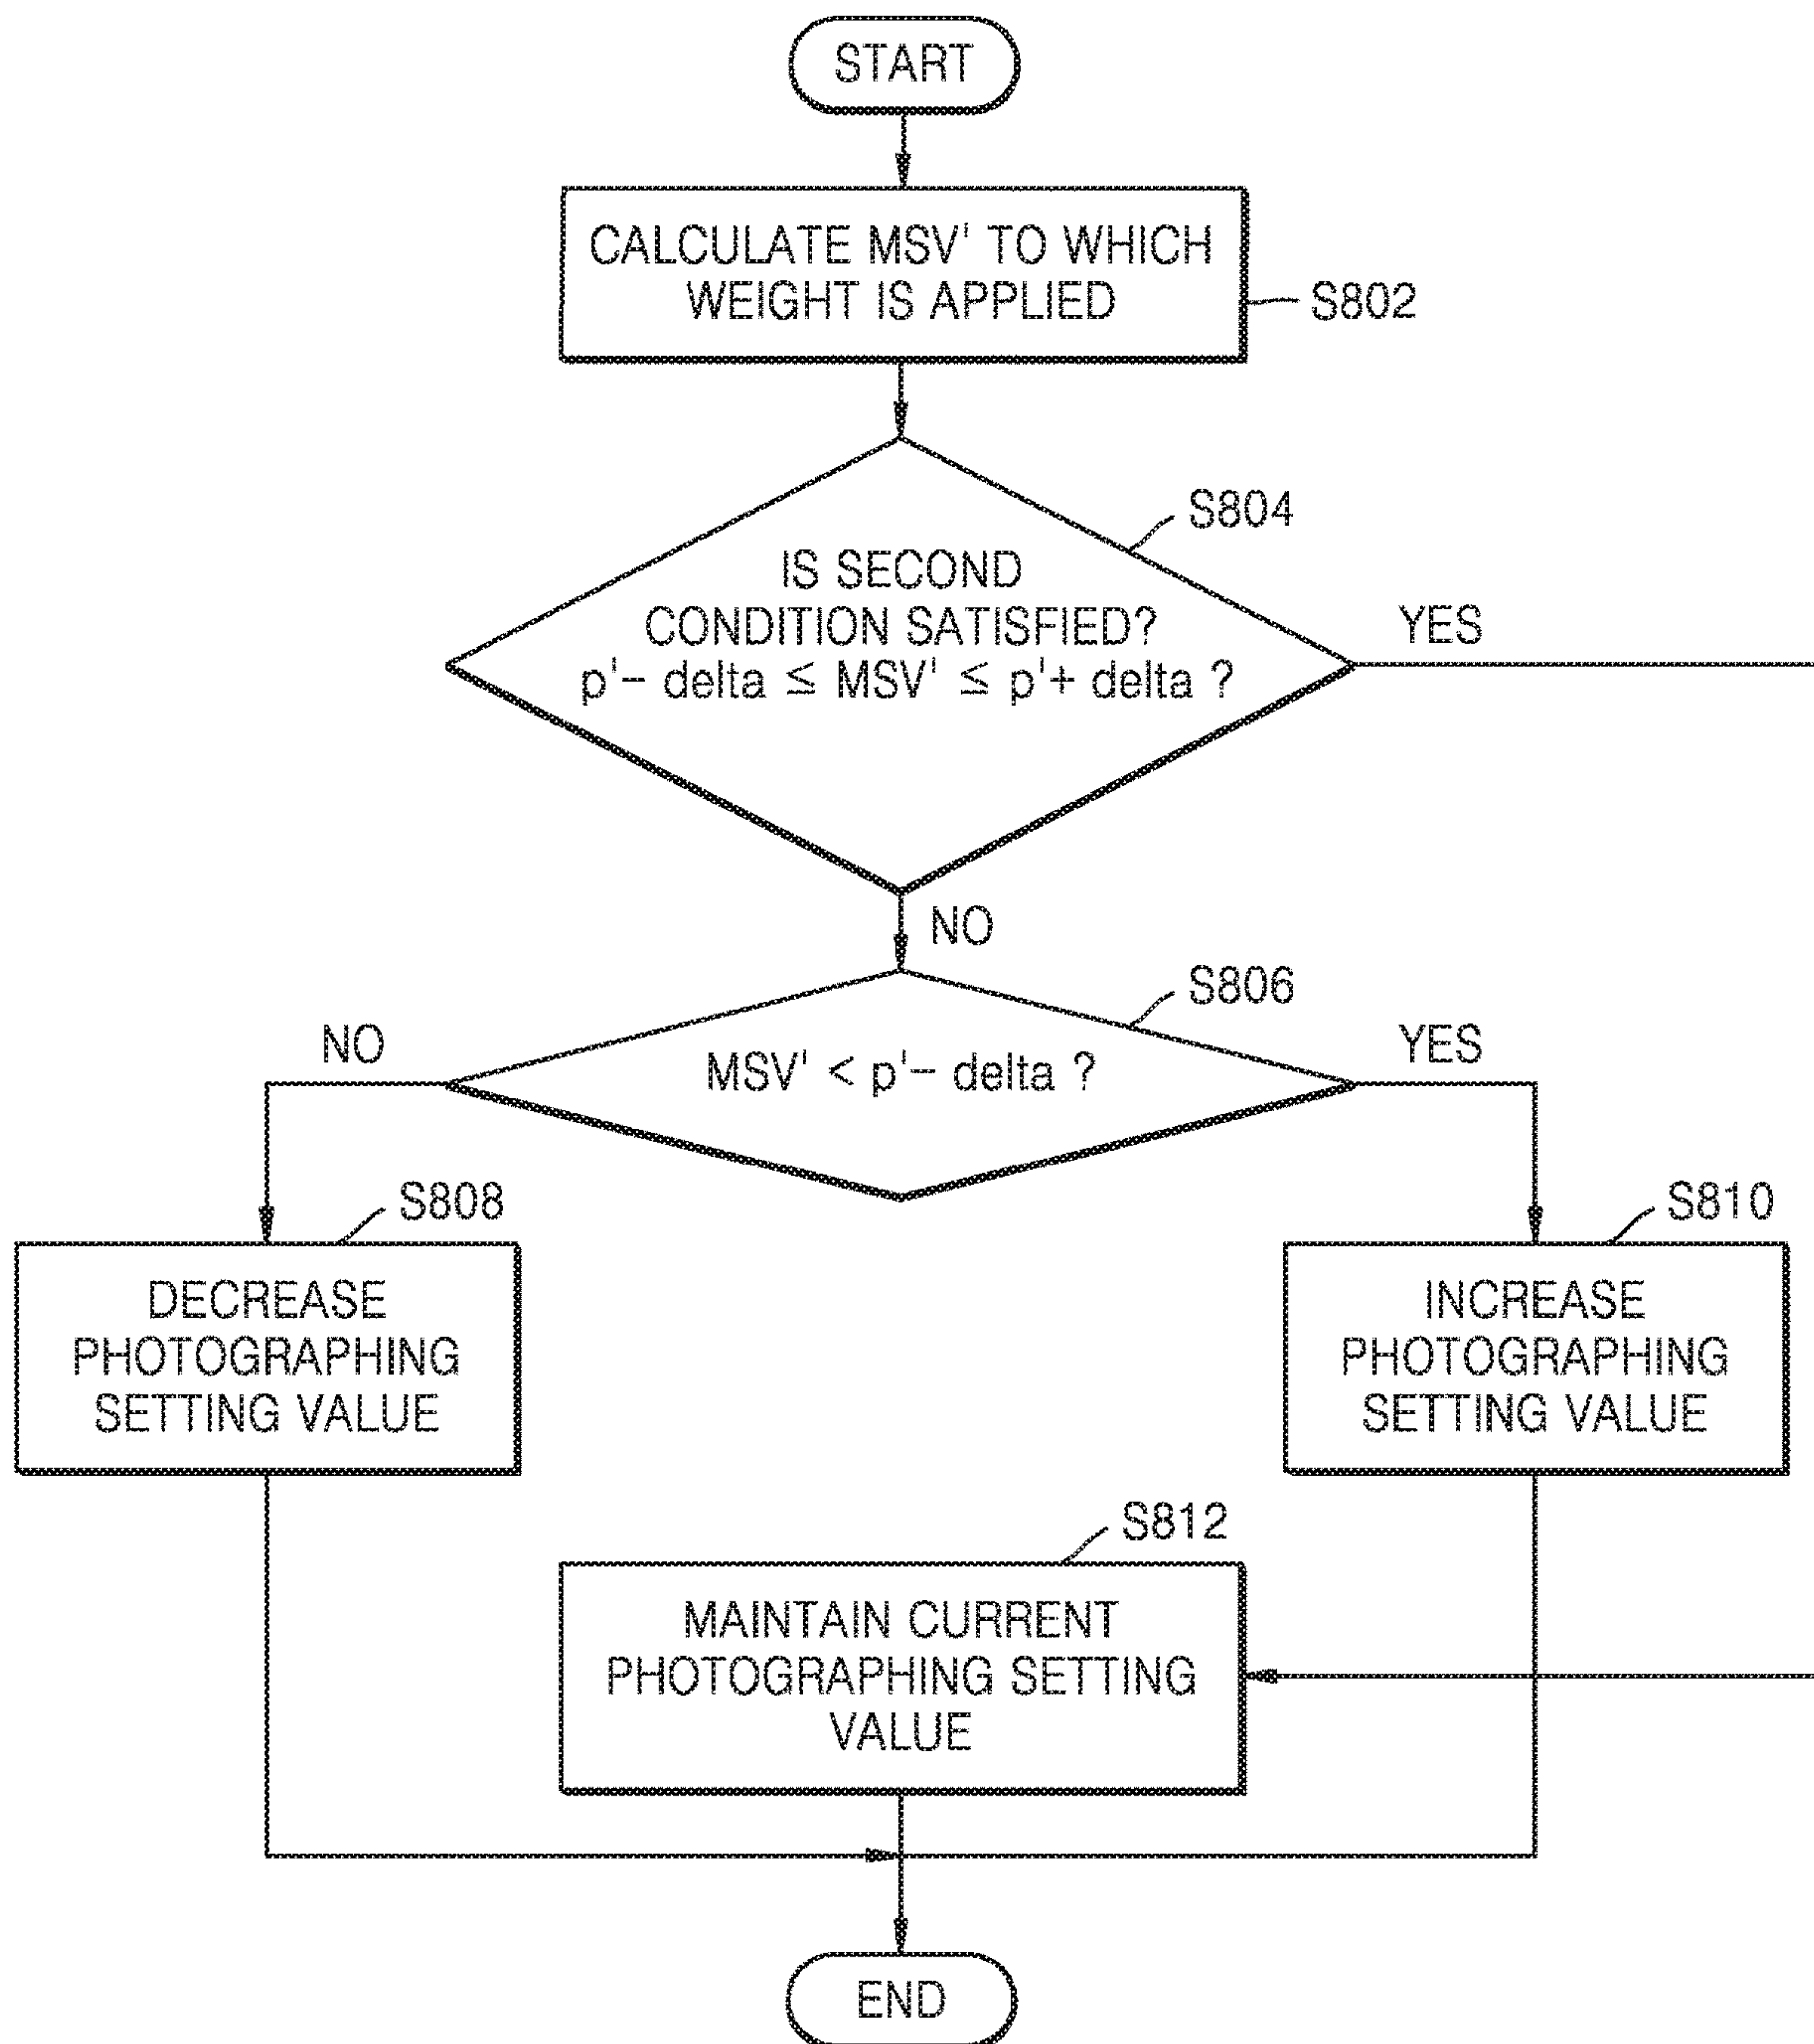 START
CALCULATE MSV' TO WHICH
WEIGHT IS APPLIED
S802
S804
IS SECOND
CONDITION SATISFIED?
p'– delta ≤ MSV' ≤ p'+ delta ?
YES
NO
S806
MSV' < p'– delta ?
NO
YES
S808
DECREASE
PHOTOGRAPHING
SETTING VALUE
S810
INCREASE
PHOTOGRAPHING
SETTING VALUE
S812
MAINTAIN CURRENT
PHOTOGRAPHING SETTING
VALUE
END